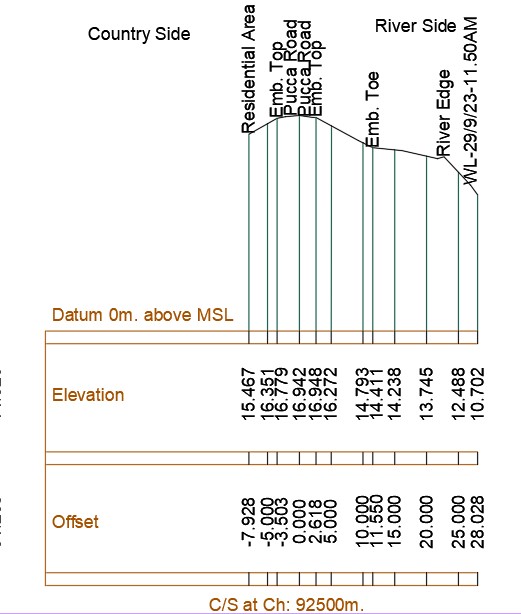 Country Side
River Side
Residential Area
Emb. Top
Pucca Road
Pucca Road
Emb. Top
Emb. Toe
River Edge
WL-29/9/23-11.50AM
Datum 0m. above MSL
Elevation
15.467
16.351
16.779
16.942
16.948
16.272
14.793
14.411
14.238
13.745
12.488
10.702
Offset
-7.928
-5.000
-3.503
0.000
2.618
5.000
10.000
11.550
15.000
20.000
25.000
28.028
C/S at Ch: 92500m.